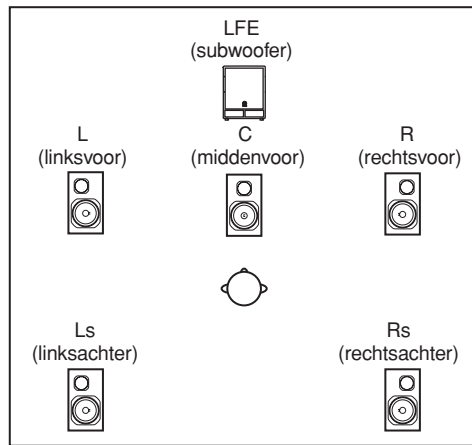 LFE
(subwoofer)
L
(linksvoor)
C
(middenvoor)
R
(rechtsvoor)
Ls
(linksachter)
Rs
(rechtsachter)